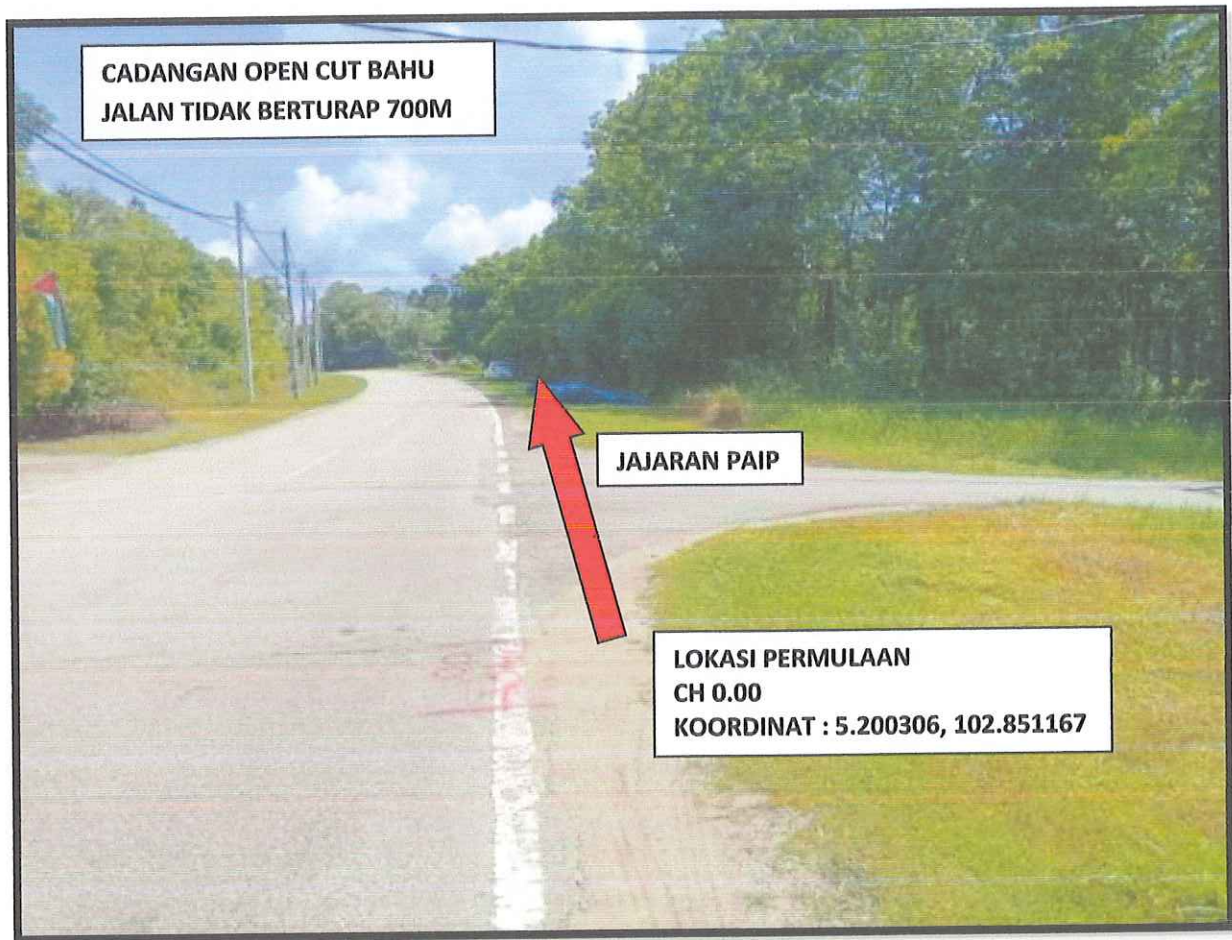 CADANGAN OPEN CUT BAHU
JALAN TIDAK BERTURAP 700M
JAJARAN PAIP
LOKASI PERMULAAN
CH 0.00
KOORDINAT : 5.200306, 102.851167